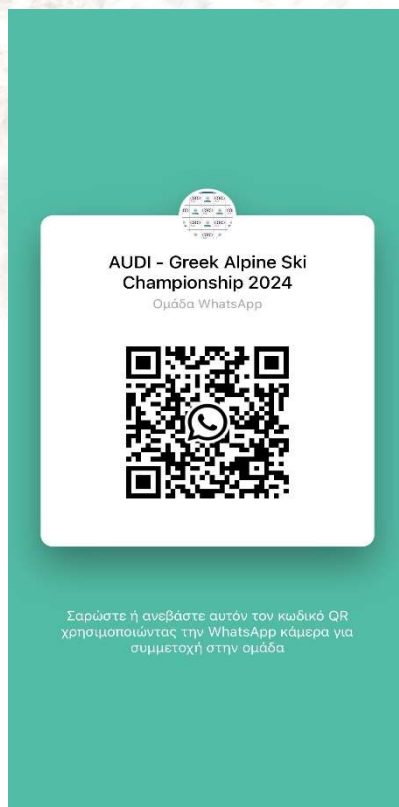 AUDI - Greek Alpine Ski
Championship 2024
Ομάδα WhatsApp
Σαρώστε ή ανεβάστε αυτόν τον κωδικό QR
χρησιμοποιώντας την WhatsApp κάμερα για
συμμετοχή στην ομάδα